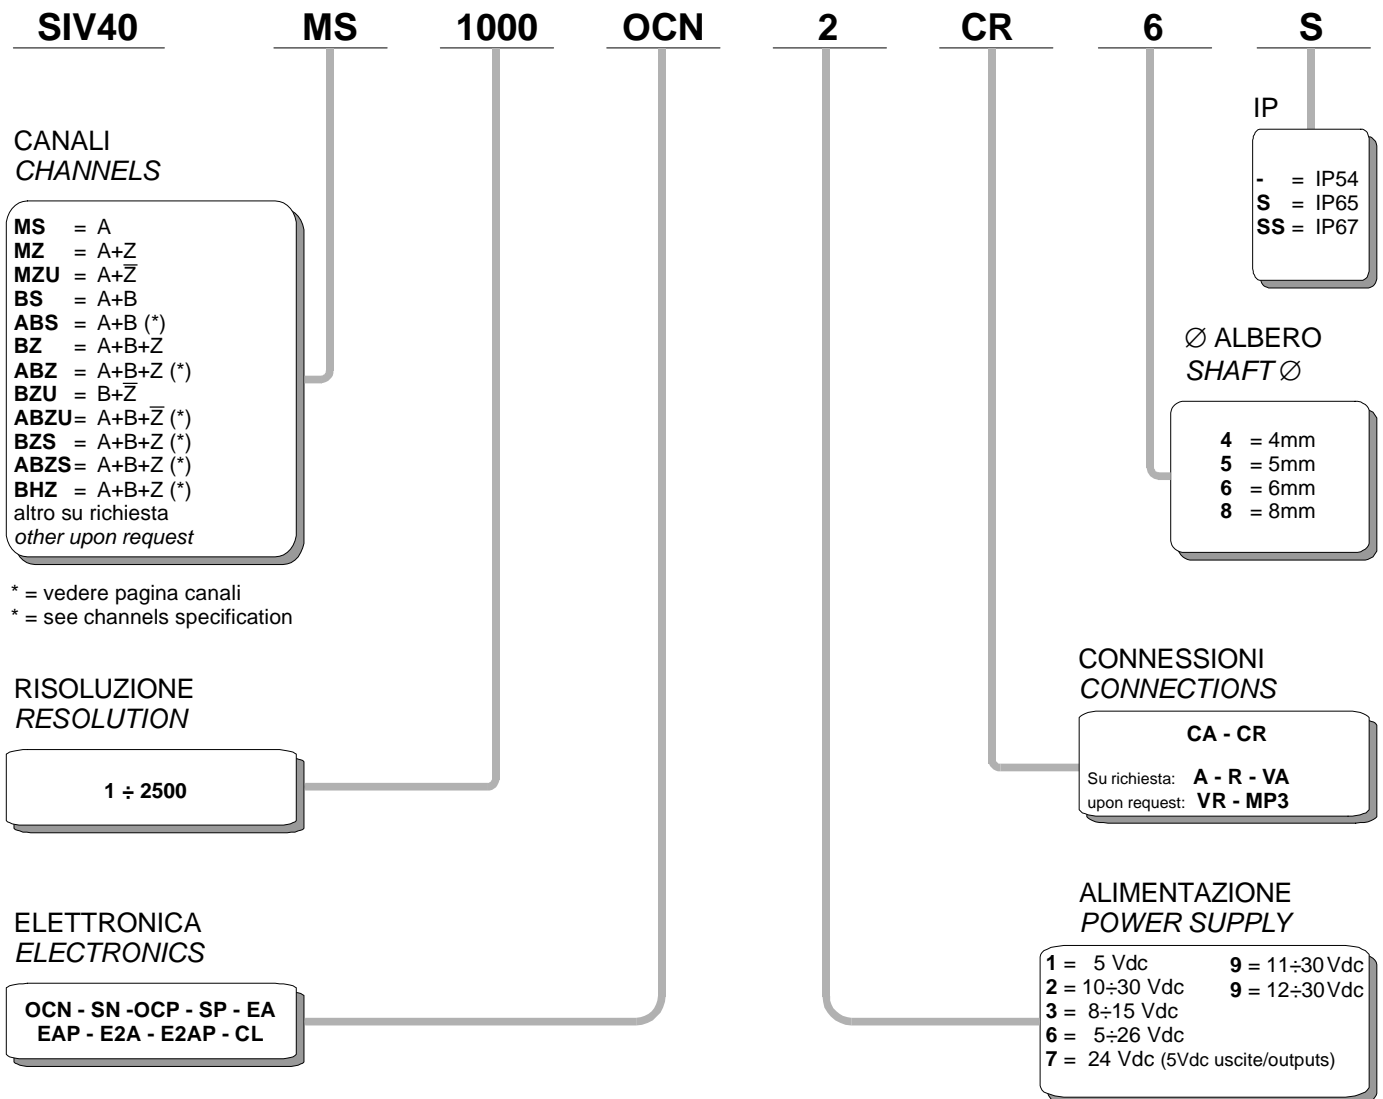 SIV40 MS 1000 OCN 2 CR 6 S
CANALI
CHANNELS
MS = A
MZ = A+Z
MZU = A+Z̅
BS = A+B
ABS = A+B (*)
BZ = A+B+Z
ABZ = A+B+Z (*)
BZU = B+Z̅
ABZU= A+B+Z̅ (*)
BZS = A+B+Z (*)
ABZS= A+B+Z (*)
BHZ = A+B+Z (*)
altro su richiesta
other upon request
* = vedere pagina canali
* = see channels specification
RISOLUZIONE
RESOLUTION
1 ÷ 2500
ELETTRONICA
ELECTRONICS
OCN - SN -OCP - SP - EA
EAP - E2A - E2AP - CL
IP
- = IP54
S = IP65
SS = IP67
∅ ALBERO
SHAFT ∅
4 = 4mm
5 = 5mm
6 = 6mm
8 = 8mm
CONNESSIONI
CONNECTIONS
CA - CR
Su richiesta: A - R - VA
upon request: VR - MP3
ALIMENTAZIONE
POWER SUPPLY
1 = 5 Vdc
2 = 10÷30 Vdc
3 = 8÷15 Vdc
6 = 5÷26 Vdc
7 = 24 Vdc (5Vdc uscite/outputs)
9 = 11÷30 Vdc
9 = 12÷30 Vdc